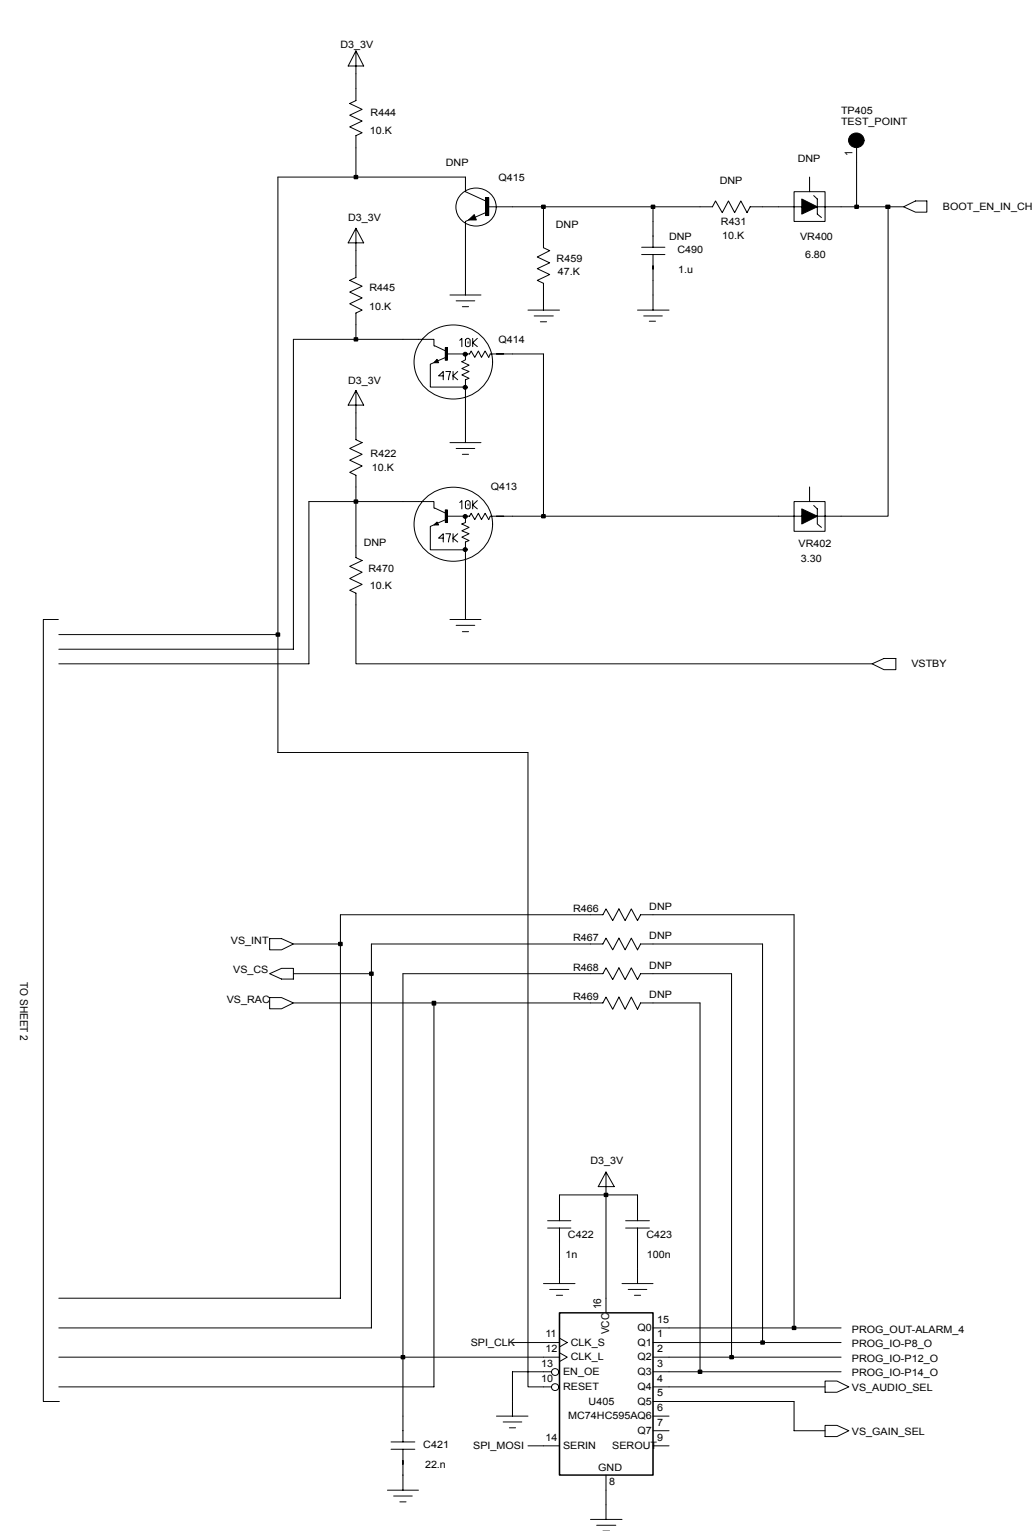 D3_3V
R444
10.K
TP405
TEST_POINT
1
DNP
Q415
DNP
DNP
BOOT_EN_IN_CH
R431
10.K
VR400
6.80
D3_3V
DNP
R459
47.K
DNP
C490
1.u
R445
10.K
Q414
10K
47K
D3_3V
R422
10.K
Q413
10K
47K
VR402
3.30
DNP
R470
10.K
VSTBY
TO SHEET 2
R466
DNP
VS_INT
R467
DNP
VS_CS
R468
DNP
VS_RAC
R469
DNP
D3_3V
C422
1n
C423
100n
16
VCC
SPI_CLK
11
CLK_S
12
CLK_L
13
EN_OE
10
RESET
U405
MC74HC595A
14
SPI_MOSI
SERIN
Q0
15
PROG_OUT-ALARM_4
Q1
1
PROG_IO-P8_O
Q2
2
PROG_IO-P12_O
Q3
3
PROG_IO-P14_O
Q4
4
VS_AUDIO_SEL
Q5
5
Q6
6
Q7
7
VS_GAIN_SEL
SEROUT
9
GND
8
C421
22.n